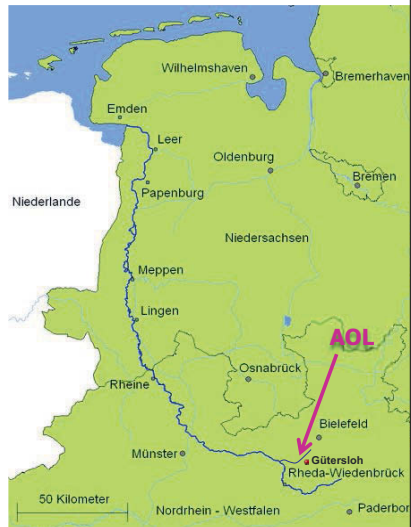 Wilhelmshaven
Bremerhaven
Emden
Leer
Oldenburg
Bremen
Papenburg
Niederlande
Niedersachsen
Meppen
Lingen
AOL
Osnabrück
Rheine
Bielefeld
Münster
Gütersloh
Rheda-Wiedenbrück
50 Kilometer
Nordrhein - Westfalen
Paderbor